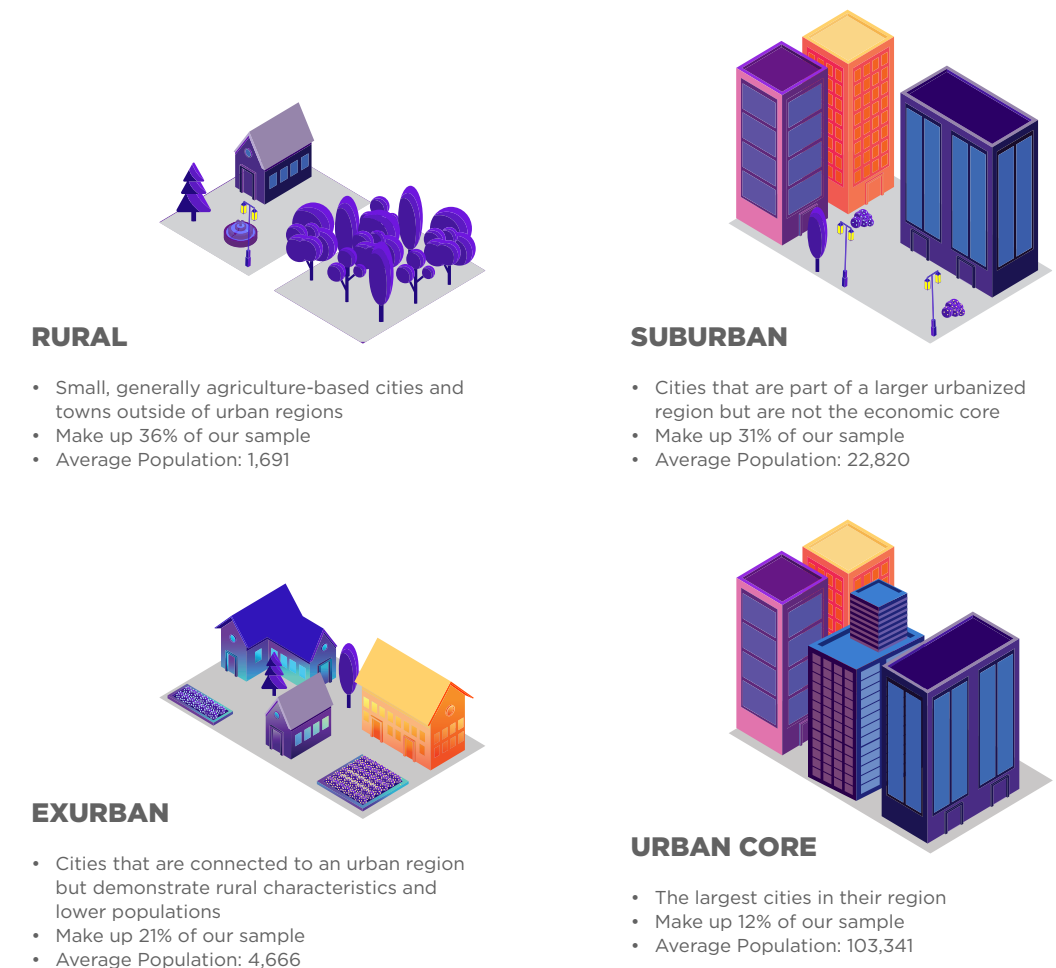 RURAL
• Small, generally agriculture-based cities and
towns outside of urban regions
• Make up 36% of our sample
• Average Population: 1,691
SUBURBAN
• Cities that are part of a larger urbanized
region but are not the economic core
• Make up 31% of our sample
• Average Population: 22,820
EXURBAN
• Cities that are connected to an urban region
but demonstrate rural characteristics and
lower populations
• Make up 21% of our sample
• Average Population: 4,666
URBAN CORE
• The largest cities in their region
• Make up 12% of our sample
• Average Population: 103,341